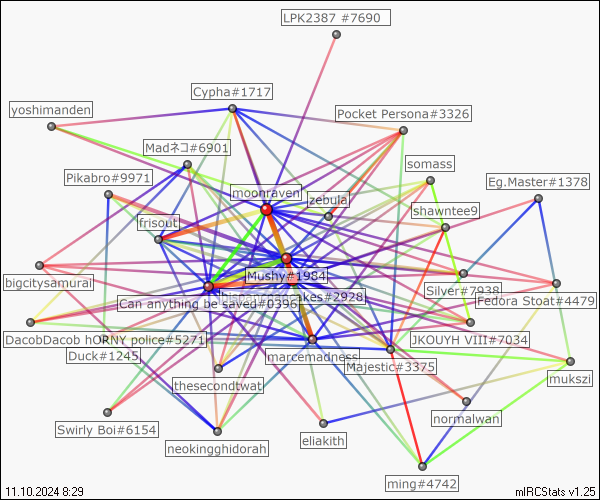 LPK2387 #7690
Cypha#1717
yoshimanden
Pocket Persona#3326
Madネコ#6901
somass
Pikabro#9971
Eg.Master#1378
moonraven
zebula
shawntee9
frisout
Mushy#1984
bigcitysamurai
Silver#7938
Can anything be saved#0396
akes#2928
Fedora Stoat#4479
DacobDacob hORNY police#5271
JKOUYH VIII#7034
Duck#1245
marcemadness
Majestic#3375
thesecondtwat
mukszi
normalwan
Swirly Boi#6154
neokingghidorah
eliakith
ming#4742
11.10.2024 8:29
mIRCStats v1.25